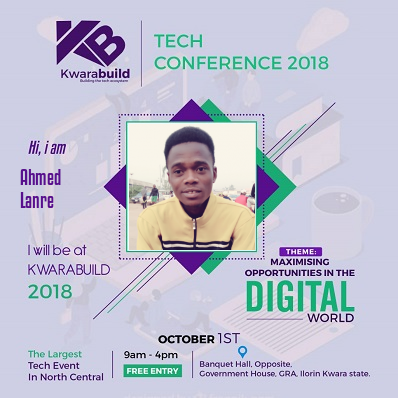 KB
Kwarabuild
Building the tech ecosystem
TECH
CONFERENCE 2018
Hi, i am
Ahmed
Lanre
I will be at
KWARABUILD
2018
THEME:
MAXIMISING
OPPORTUNITIES IN THE
DIGITAL
WORLD
OCTOBER 1ST
The Largest
Tech Event
In North Central
9am - 4pm
FREE ENTRY
Banquet Hall, Opposite,
Government House, GRA, Ilorin Kwara state.